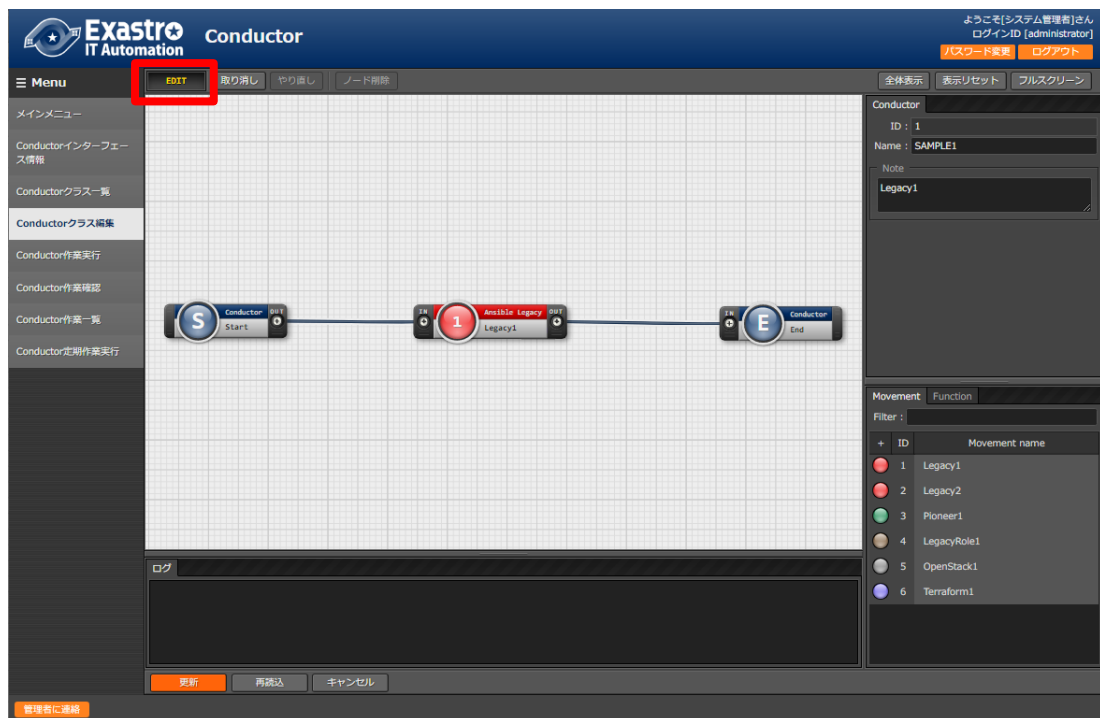 Exastro
IT Automation
Conductor
ようこそ[システム管理者]さん
ログインID [administrator]
パスワード変更 ログアウト
Menu
EDIT 取り消し やり直し ノード削除 全体表示 表示リセット フルスクリーン
メインメニュー
Conductorインターフェー
ス情報
Conductorクラス一覧
Conductorクラス編集
Conductor作業実行
Conductor作業確認
Conductor作業一覧
Conductor定期作業実行
S Conductor OUT
Start
IN 1 Ansible Legacy OUT
Legacy1
IN E Conductor
End
Conductor
ID : 1
Name : SAMPLE1
Note
Legacy1
Movement Function
Filter :
+ ID Movement name
1 Legacy1
2 Legacy2
3 Pioneer1
4 LegacyRole1
5 OpenStack1
6 Terraform1
ログ
更新 再読込 キャンセル
管理者に連絡